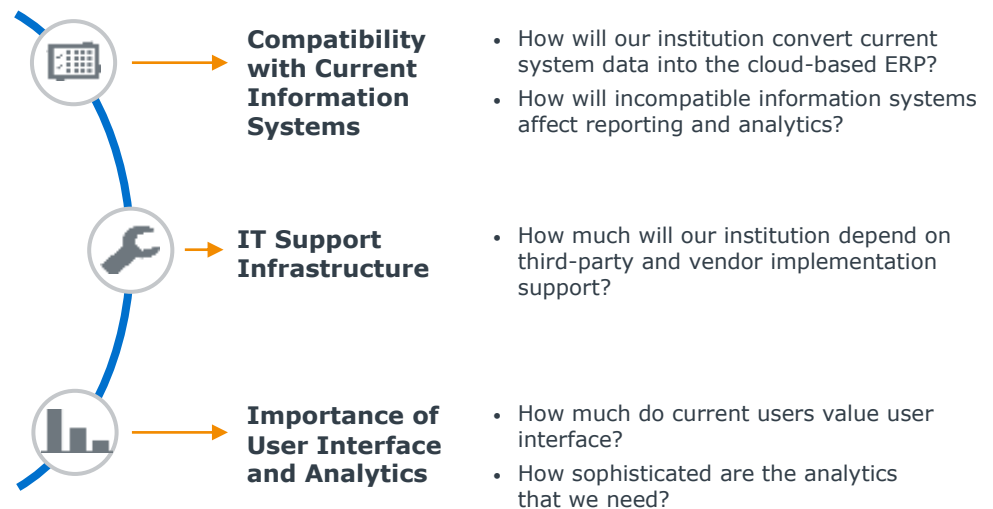 Compatibility
with Current
Information
Systems
• How will our institution convert current
system data into the cloud-based ERP?
• How will incompatible information systems
affect reporting and analytics?
IT Support
Infrastructure
• How much will our institution depend on
third-party and vendor implementation
support?
Importance of
User Interface
and Analytics
• How much do current users value user
interface?
• How sophisticated are the analytics
that we need?